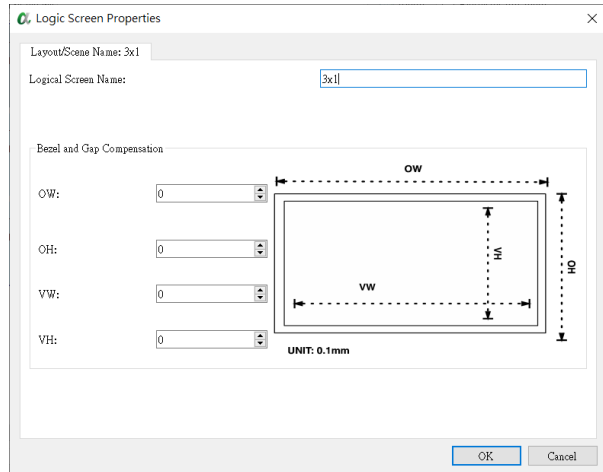 Logic Screen Properties
Layout/Scene Name: 3x1
Logical Screen Name: 3x1
Bezel and Gap Compensation
OW: 0
OH: 0
VW: 0
VH: 0
OW
VH
OH
VW
UNIT: 0.1mm
OK Cancel